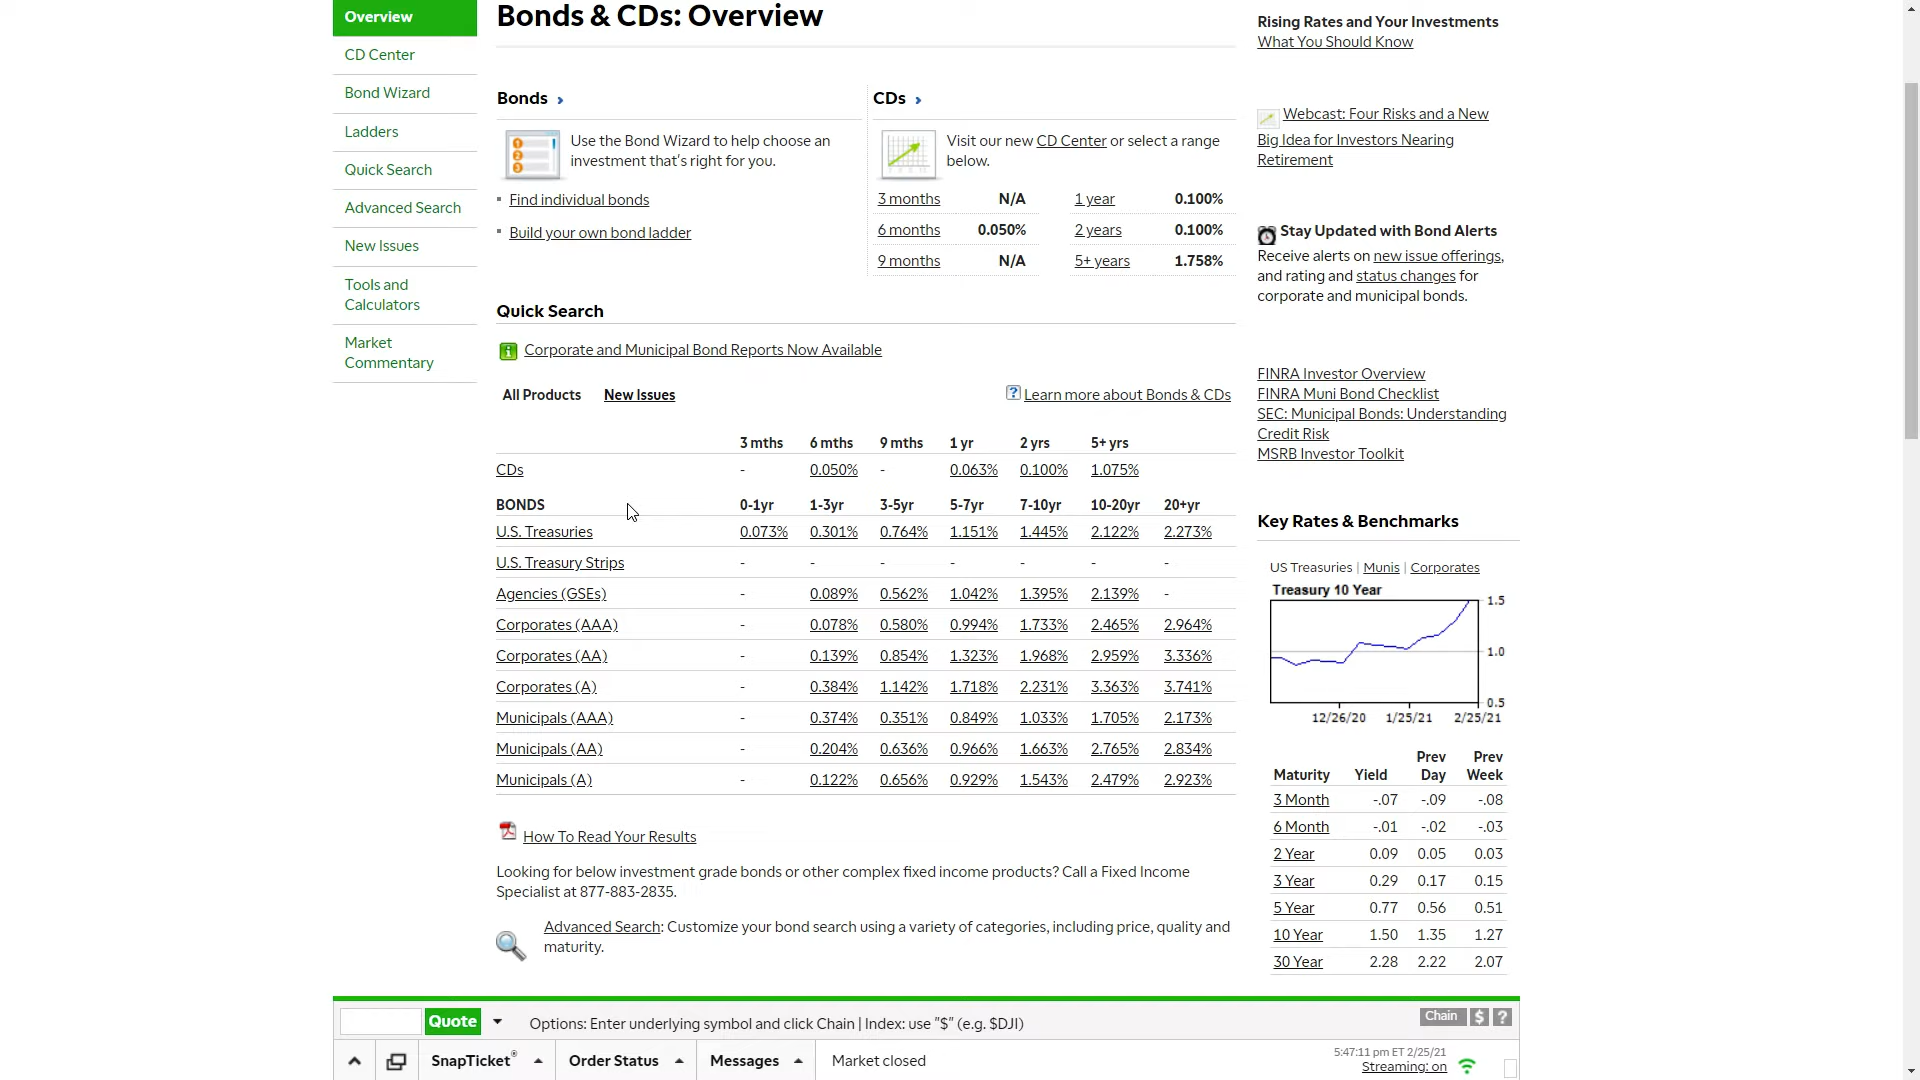 Overview
CD Center
Bond Wizard
Ladders
Quick Search
Advanced Search
New Issues
Tools and
Calculators
Market
Commentary
Bonds & CDs: Overview
Bonds ›
Use the Bond Wizard to help choose an
investment that's right for you.
Find individual bonds
Build your own bond ladder
CDs ›
Visit our new CD Center or select a range
below.
3 months N/A 1 year 0.100%
6 months 0.050% 2 years 0.100%
9 months N/A 5+ years 1.758%
Quick Search
Corporate and Municipal Bond Reports Now Available
All Products New Issues ? Learn more about Bonds & CDs
3 mths 6 mths 9 mths 1 yr 2 yrs 5+ yrs
CDs - 0.050% - 0.063% 0.100% 1.075%
BONDS 0-1yr 1-3yr 3-5yr 5-7yr 7-10yr 10-20yr 20+yr
U.S. Treasuries 0.073% 0.301% 0.764% 1.151% 1.445% 2.122% 2.273%
U.S. Treasury Strips - - - - - - -
Agencies (GSEs) - 0.089% 0.562% 1.042% 1.395% 2.139% -
Corporates (AAA) - 0.078% 0.580% 0.994% 1.733% 2.465% 2.964%
Corporates (AA) - 0.139% 0.854% 1.323% 1.968% 2.959% 3.336%
Corporates (A) - 0.384% 1.142% 1.718% 2.231% 3.363% 3.741%
Municipals (AAA) - 0.374% 0.351% 0.849% 1.033% 1.705% 2.173%
Municipals (AA) - 0.204% 0.636% 0.966% 1.663% 2.765% 2.834%
Municipals (A) - 0.122% 0.656% 0.929% 1.543% 2.479% 2.923%
How To Read Your Results
Looking for below investment grade bonds or other complex fixed income products? Call a Fixed Income
Specialist at 877-883-2835.
Advanced Search: Customize your bond search using a variety of categories, including price, quality and
maturity.
Rising Rates and Your Investments
What You Should Know
Webcast: Four Risks and a New
Big Idea for Investors Nearing
Retirement
Stay Updated with Bond Alerts
Receive alerts on new issue offerings,
and rating and status changes for
corporate and municipal bonds.
FINRA Investor Overview
FINRA Muni Bond Checklist
SEC: Municipal Bonds: Understanding
Credit Risk
MSRB Investor Toolkit
Key Rates & Benchmarks
US Treasuries | Munis | Corporates
Treasury 10 Year
1.5
1.0
0.5
12/26/20 1/25/21 2/25/21
Prev Prev
Maturity Yield Day Week
3 Month -.07 -.09 -.08
6 Month -.01 -.02 -.03
2 Year 0.09 0.05 0.03
3 Year 0.29 0.17 0.15
5 Year 0.77 0.56 0.51
10 Year 1.50 1.35 1.27
30 Year 2.28 2.22 2.07
Quote Options: Enter underlying symbol and click Chain | Index: use "$" (e.g. $DJI) Chain $ ?
SnapTicket® Order Status Messages Market closed
5:47:11 pm ET 2/25/21
Streaming: on